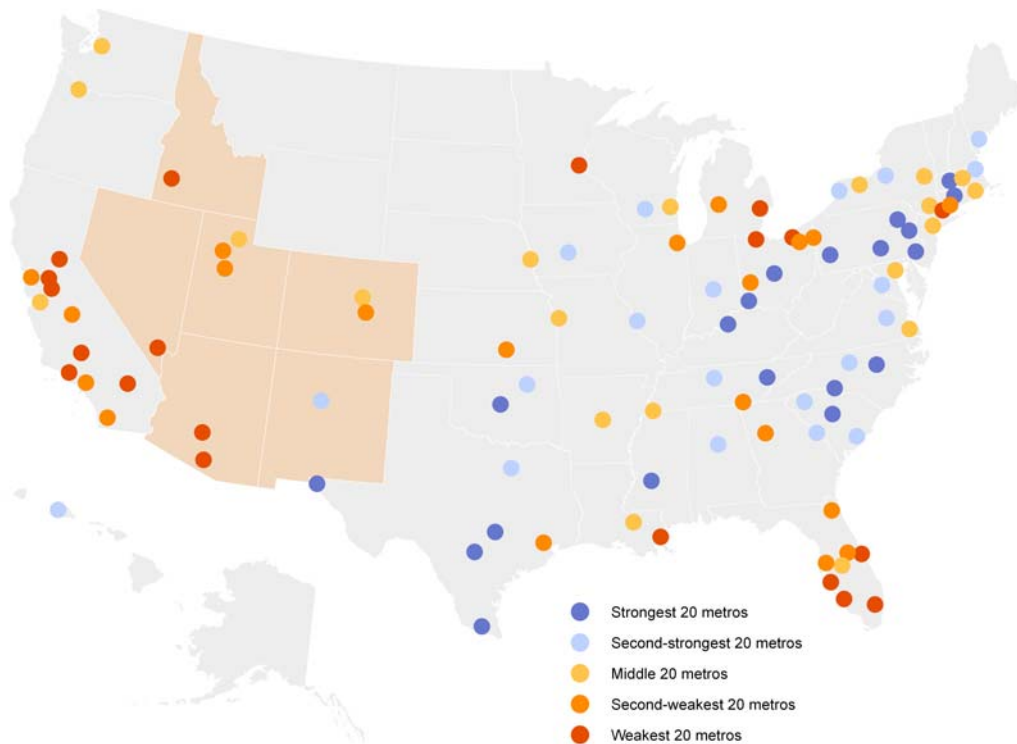 Strongest 20 metros
Second-strongest 20 metros
Middle 20 metros
Second-weakest 20 metros
Weakest 20 metros